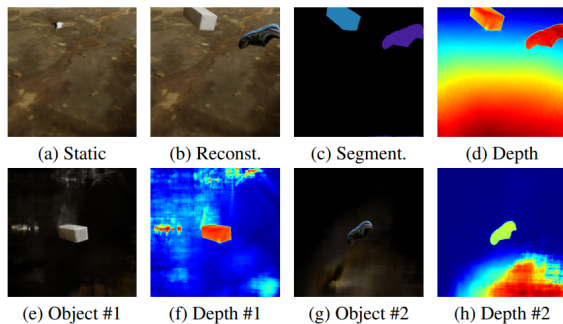 (a) Static
(b) Reconst.
(c) Segment.
(d) Depth
(e) Object #1
(f) Depth #1
(g) Object #2
(h) Depth #2